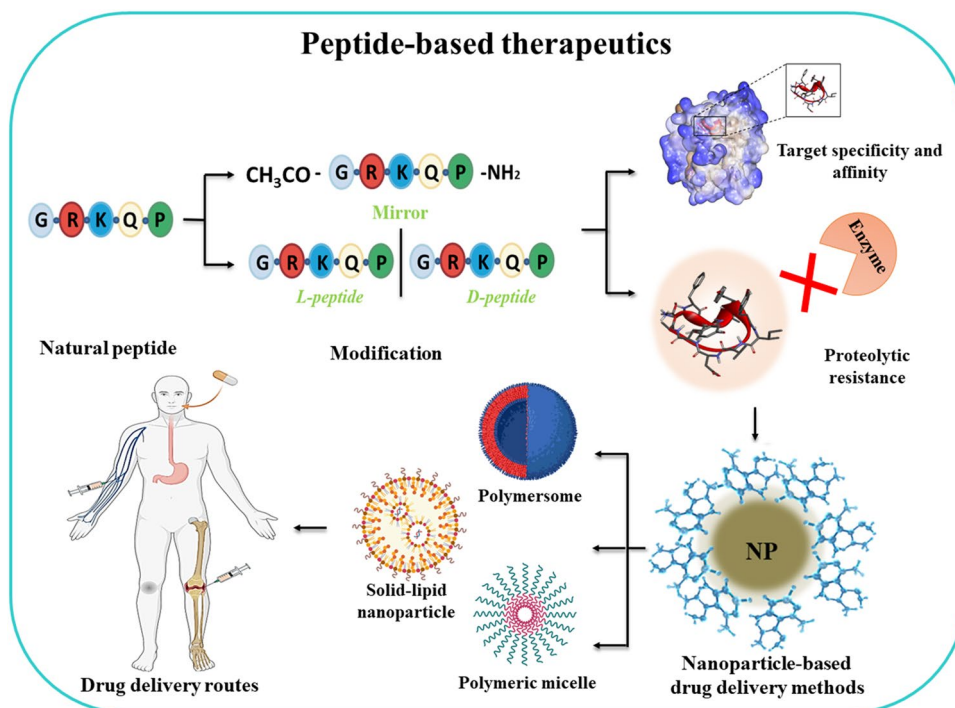 Peptide-based therapeutics
G R K Q P
CH₃CO - G R K Q P -NH₂
Mirror
G R K Q P
G R K Q P
L-peptide
D-peptide
Natural peptide
Modification
Target specificity and
affinity
Enzyme
Proteolytic
resistance
NP
Nanoparticle-based
drug delivery methods
Polymersome
Solid-lipid
nanoparticle
Polymeric micelle
Drug delivery routes